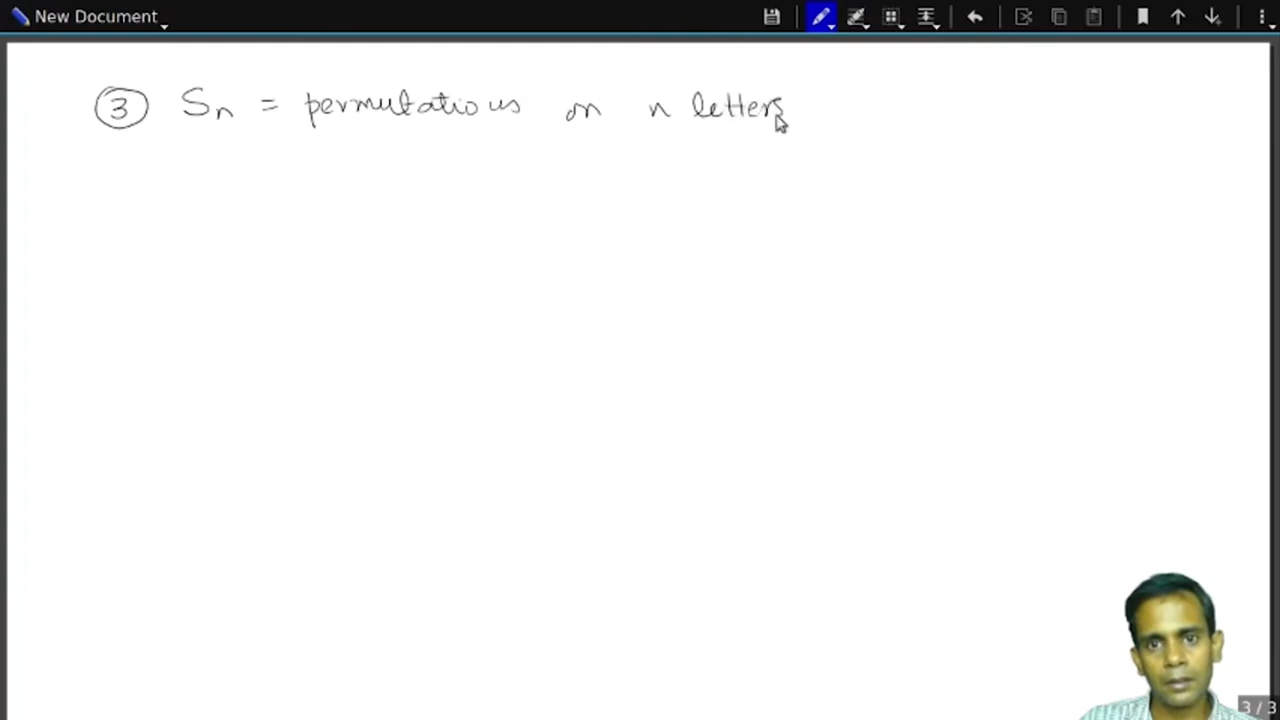 New Document
③ Sn = permutations on n letters
3 / 3